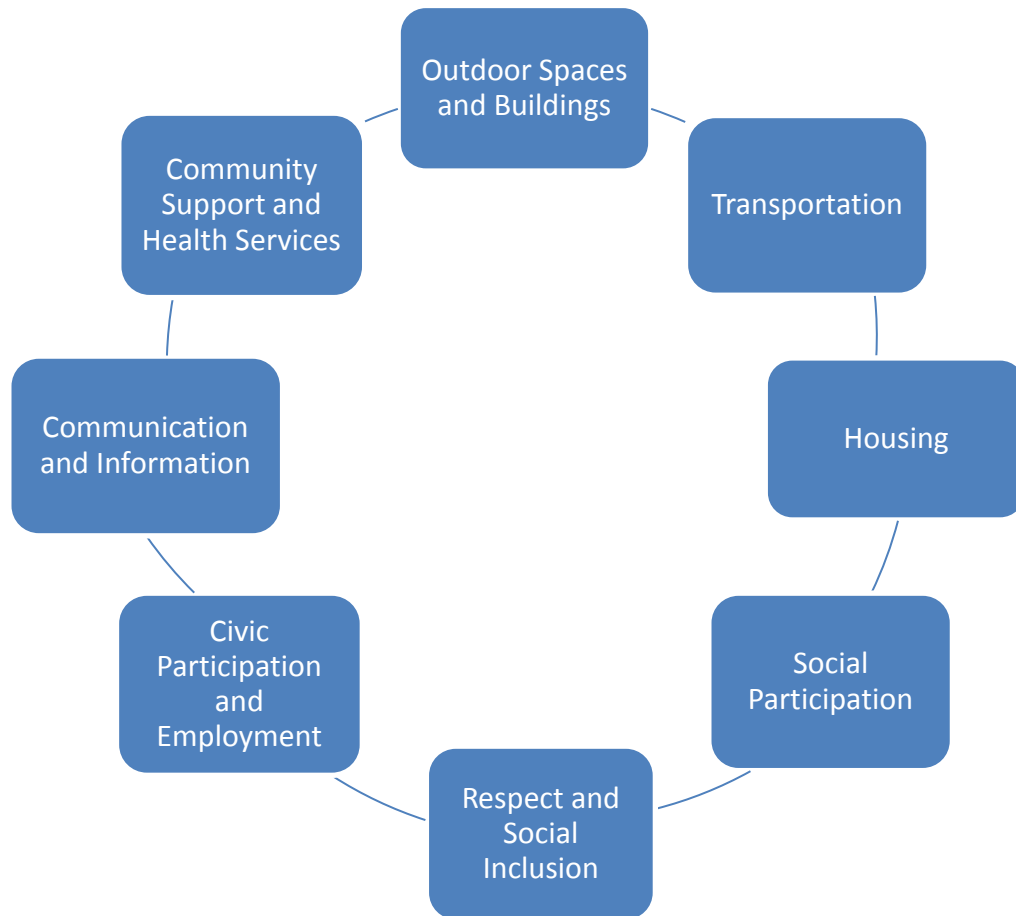 Outdoor Spaces
and Buildings
Transportation
Housing
Social
Participation
Respect and
Social
Inclusion
Civic
Participation
and
Employment
Communication
and Information
Community
Support and
Health Services